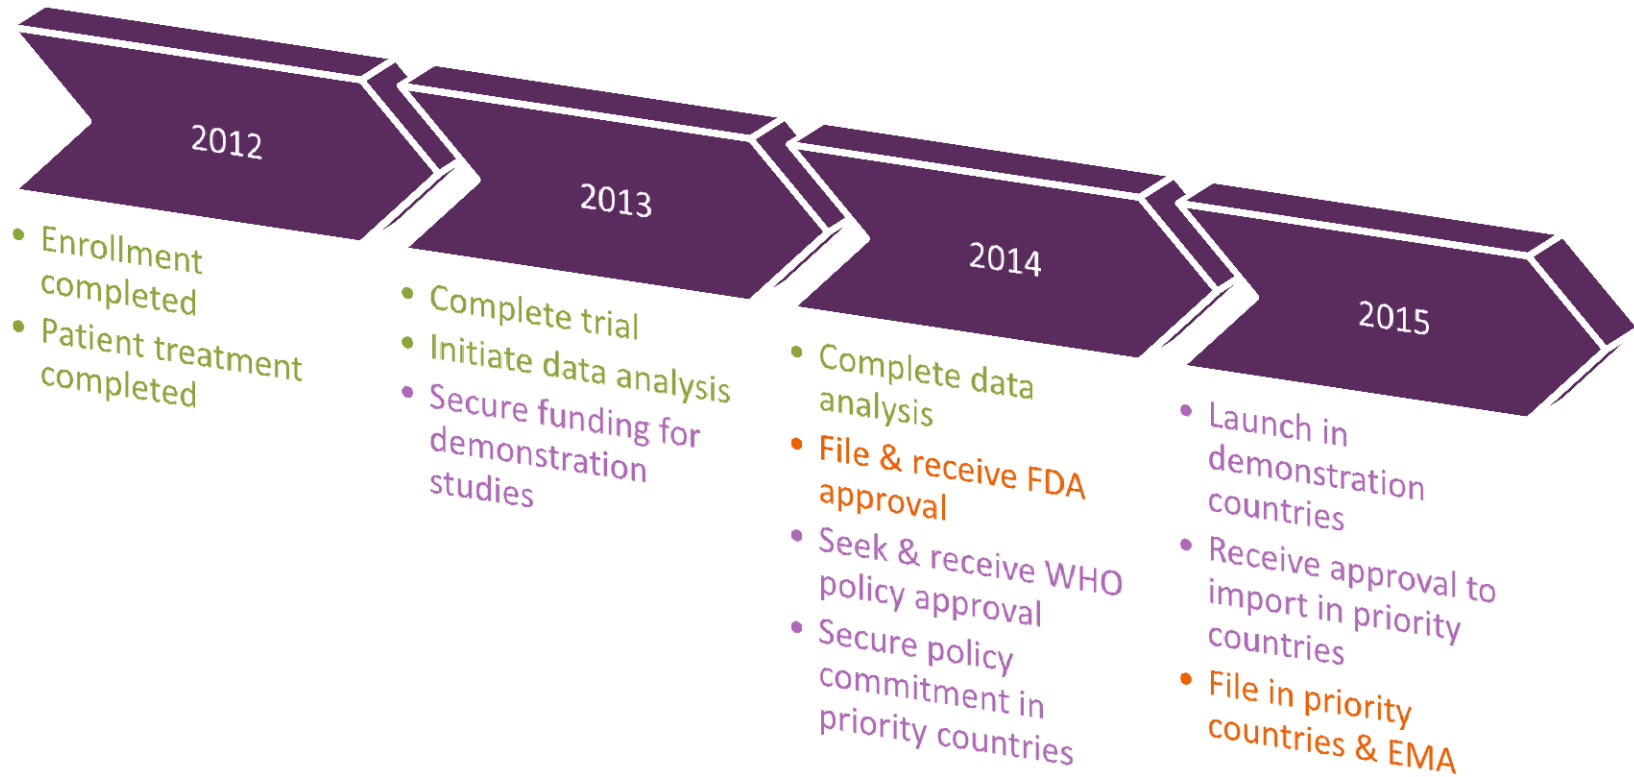 2012
• Enrollment
completed
• Patient treatment
completed
2013
• Complete trial
• Initiate data analysis
• Secure funding for
demonstration
studies
2014
• Complete data
analysis
• File & receive FDA
approval
• Seek & receive WHO
policy approval
• Secure policy
commitment in
priority countries
2015
• Launch in
demonstration
countries
• Receive approval to
import in priority
countries
• File in priority
countries & EMA